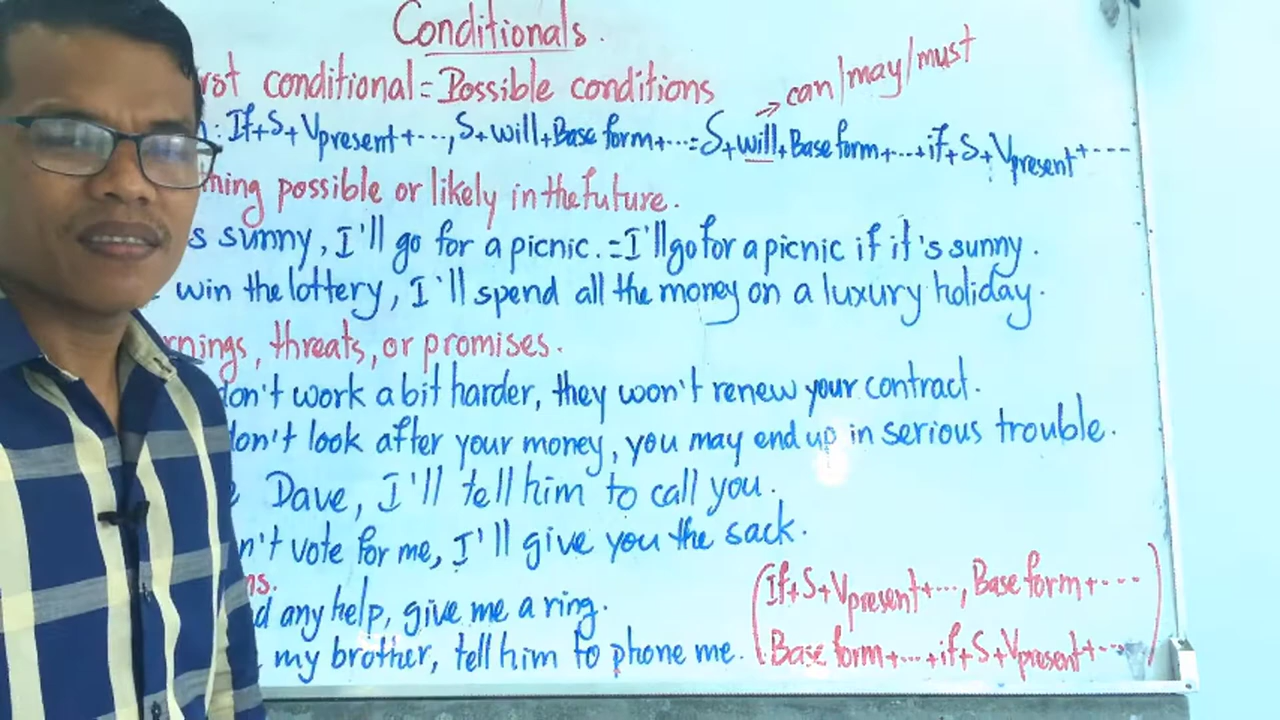 Conditionals.
rst conditional = Possible conditions → can/may/must
: If+S+Vpresent+..., S+will+Base form+...=S+will+Base form+...+if+S+Vpresent+----
hing possible or likely in the future.
s sunny, I'll go for a picnic. = I'll go for a picnic if it's sunny.
win the lottery, I'll spend all the money on a luxury holiday.
rnings, threats, or promises.
don't work a bit harder, they won't renew your contract.
don't look after your money, you may end up in serious trouble.
e Dave, I'll tell him to call you.
n't vote for me, I'll give you the sack.
ns.
d any help, give me a ring.
my brother, tell him to phone me.
(If+S+Vpresent+..., Base form+---
Base form+...+if+S+Vpresent+---)